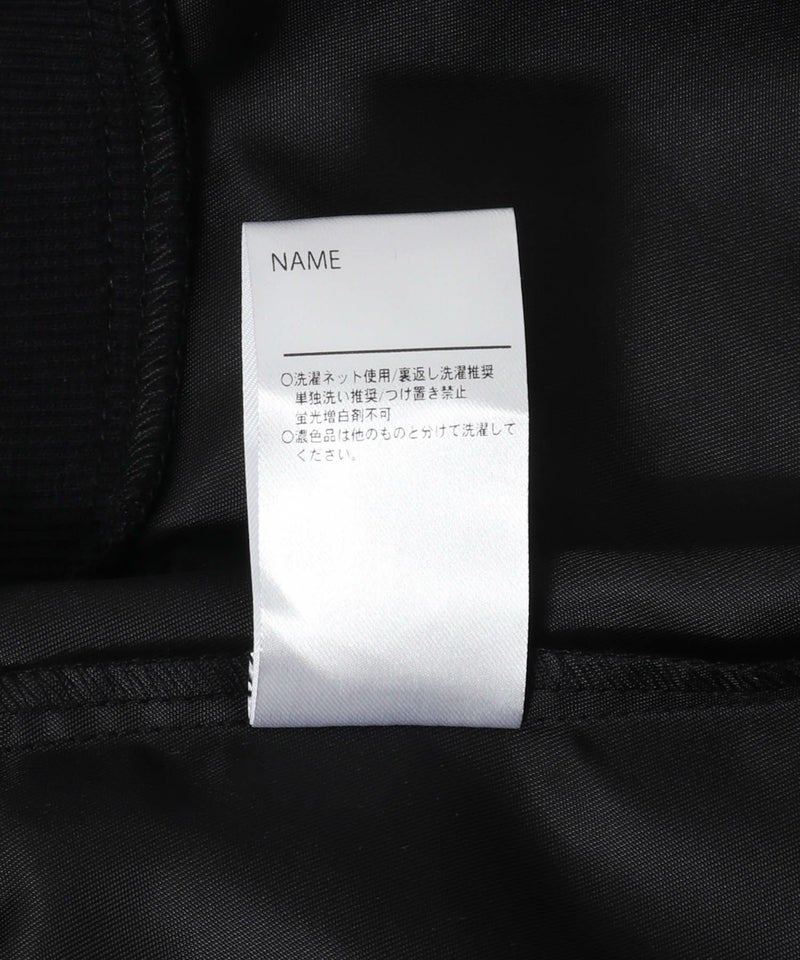 NAME
○洗濯ネット使用/裏返し洗濯推奨
単独洗い推奨/つけ置き禁止
蛍光増白剤不可
○濃色品は他のものと分けて洗濯して
ください。